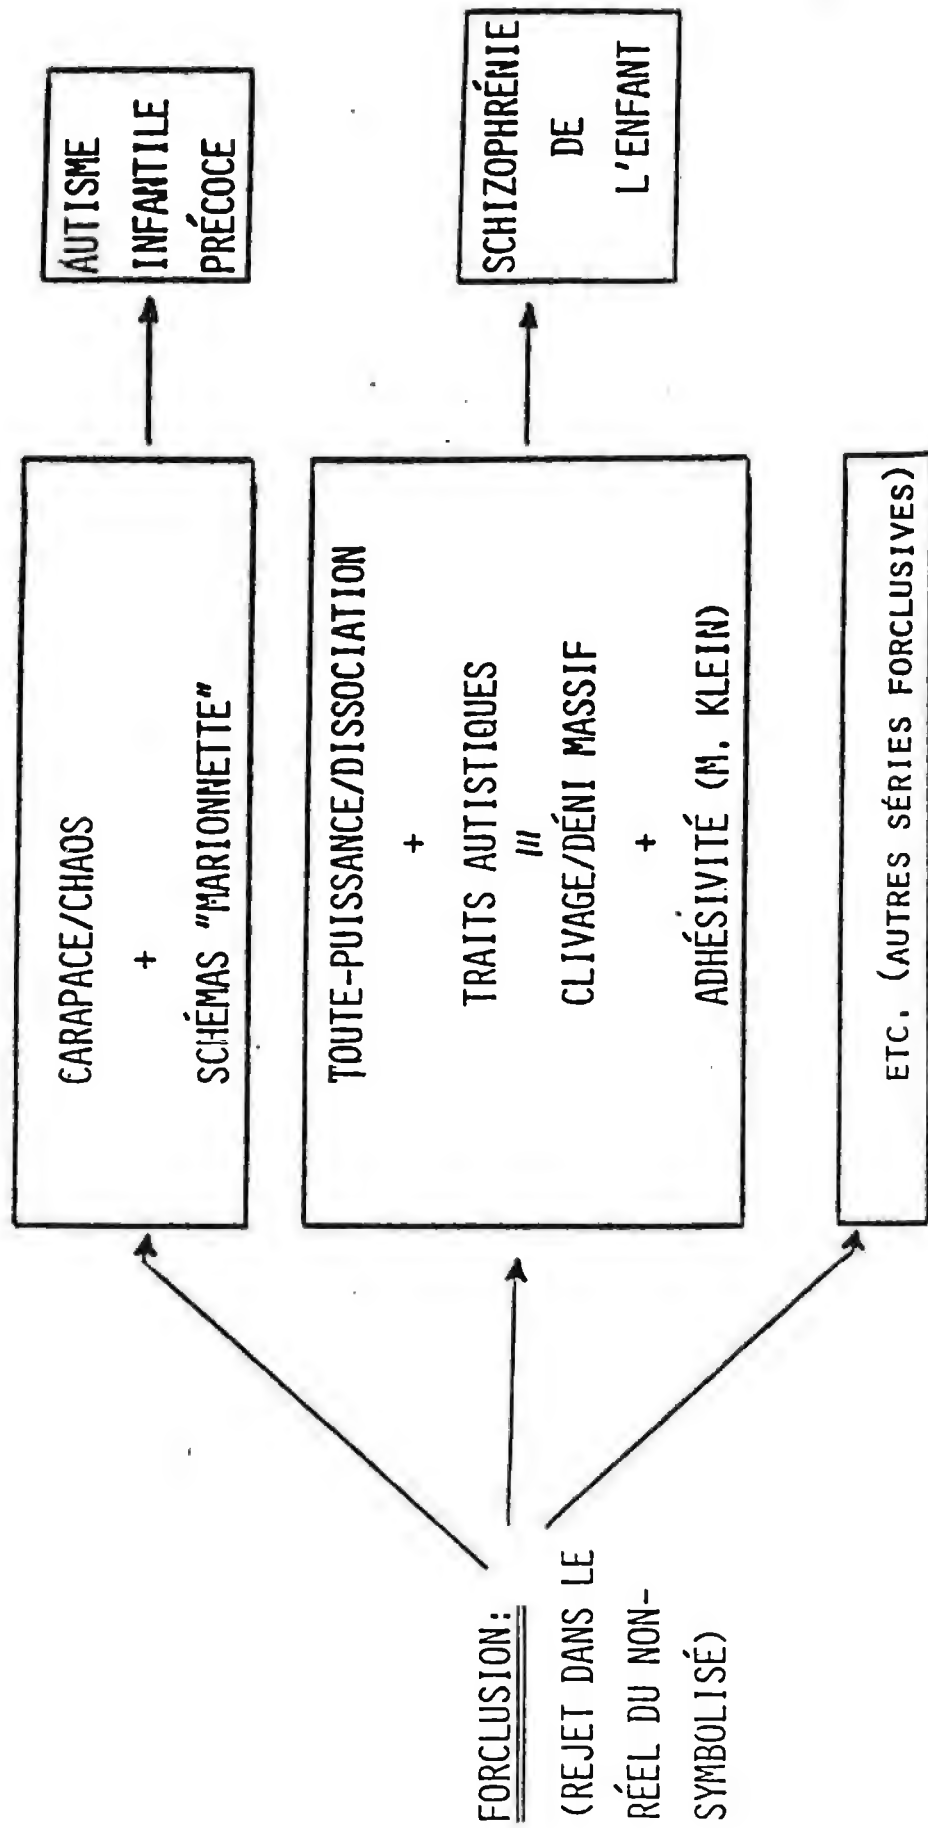 FORCLUSION:
(REJET DANS LE
RÉEL DU NON-
SYMBOLISÉ)
CARAPACE/CHAOS
+
SCHÉMAS "MARIONNETTE"
AUTISME
INFANTILE
PRÉCOCE
TOUTE-PUISSANCE/DISSOCIATION
+
TRAITS AUTISTIQUES
≡
CLIVAGE/DÉNI MASSIF
+
ADHÉSIVITÉ (M. KLEIN)
SCHIZOPHRÉNIE
DE
L'ENFANT
ETC. (AUTRES SÉRIES FORCLUSIVES)